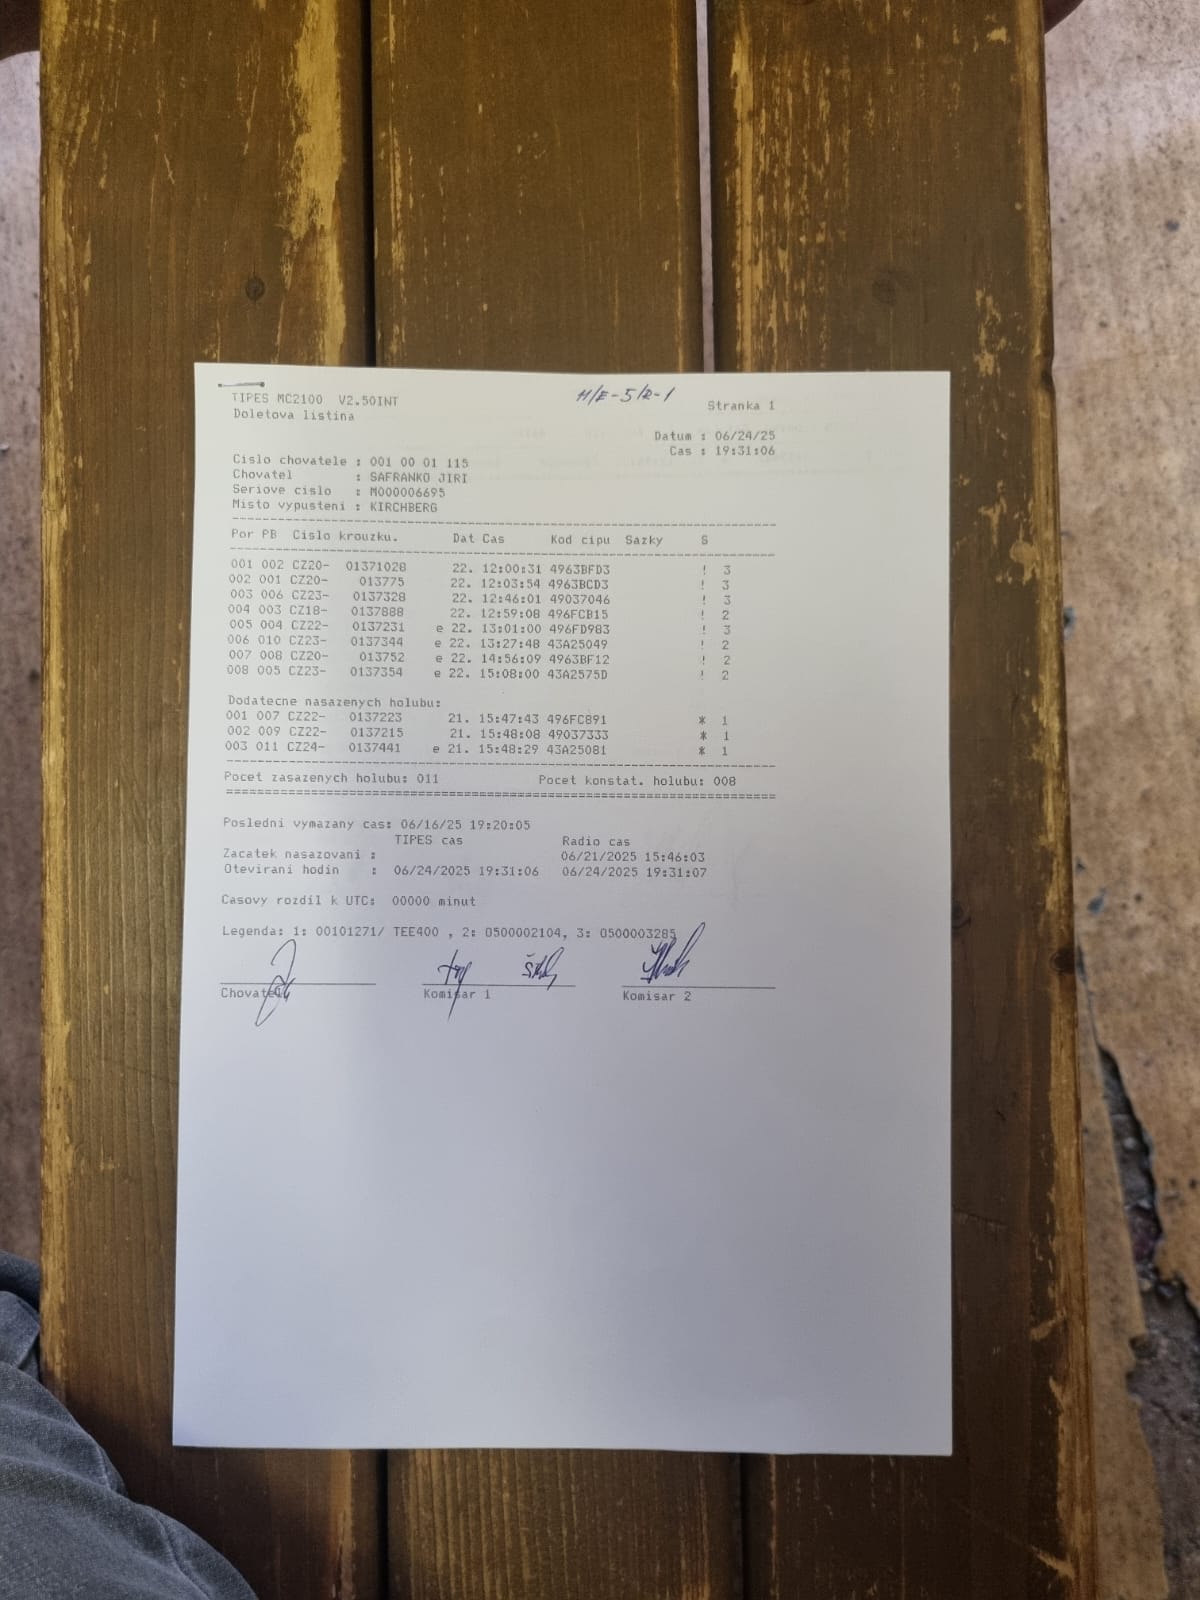 TIPES MC2100 V2.50INT
H/E-5/R-1
Stranka 1
Doletova listina
Datum : 06/24/25
Cas : 19:31:06
Cislo chovatele : 001 00 01 115
Chovatel : SAFRANKO JIRI
Seriove cislo : M000006695
Misto vypusteni : KIRCHBERG
Por PB Cislo krouzku. Dat Cas Kod cipu Sazky S
001 002 CZ20- 01371028 22. 12:00:31 4963BFD3 ! 3
002 001 CZ20- 013775 22. 12:03:54 4963BCD3 ! 3
003 006 CZ23- 0137328 22. 12:46:01 49037046 ! 3
004 003 CZ18- 0137888 22. 12:59:08 496FCB15 ! 2
005 004 CZ22- 0137231 e 22. 13:01:00 496FD983 ! 3
006 010 CZ23- 0137344 e 22. 13:27:48 43A25049 ! 2
007 008 CZ20- 013752 e 22. 14:56:09 4963BF12 ! 2
008 005 CZ23- 0137354 e 22. 15:08:00 43A2575D ! 2
Dodatecne nasazenych holubu:
001 007 CZ22- 0137223 21. 15:47:43 496FC891 * 1
002 009 CZ22- 0137215 21. 15:48:08 49037333 * 1
003 011 CZ24- 0137441 e 21. 15:48:29 43A25081 * 1
Pocet zasazenych holubu: 011 Pocet konstat. holubu: 008
Posledni vymazany cas: 06/16/25 19:20:05
TIPES cas Radio cas
Zacatek nasazovani : 06/21/2025 15:46:03
Otevirani hodin : 06/24/2025 19:31:06 06/24/2025 19:31:07
Casovy rozdil k UTC: 00000 minut
Legenda: 1: 00101271/ TEE400 , 2: 0500002104, 3: 0500003285
Chovatel
Komisar 1
Komisar 2